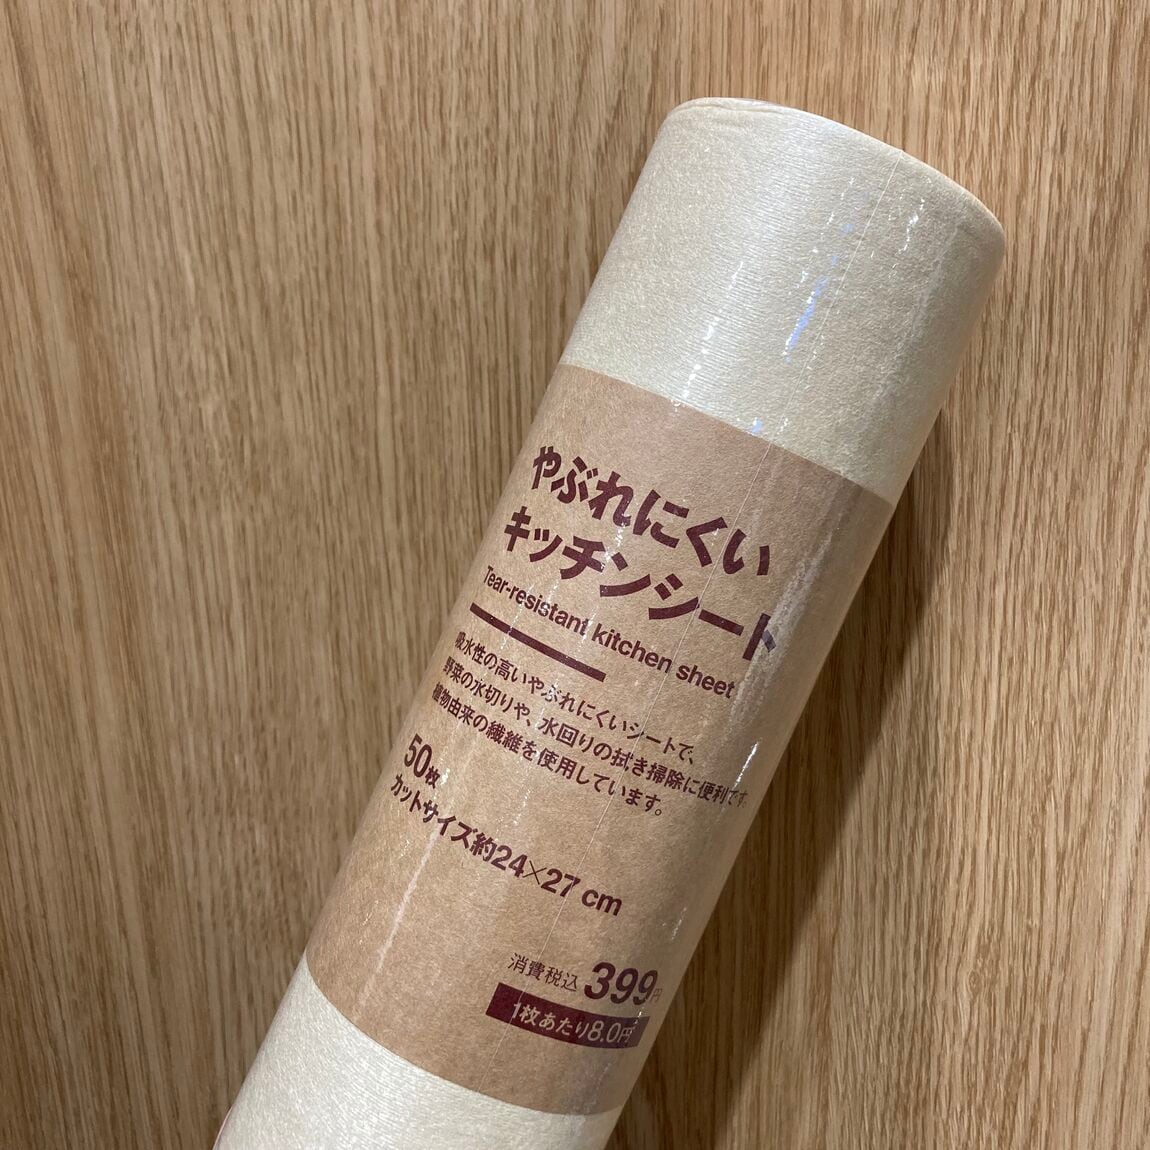 やぶれにくい
キッチンシート
Tear-resistant kitchen sheet
吸水性の高いやぶれにくいシートで、
野菜の水切りや、水回りの拭き掃除に便利です。
植物由来の繊維を使用しています。
50枚
カットサイズ約24×27cm
消費税込 399円
1枚あたり8.0円